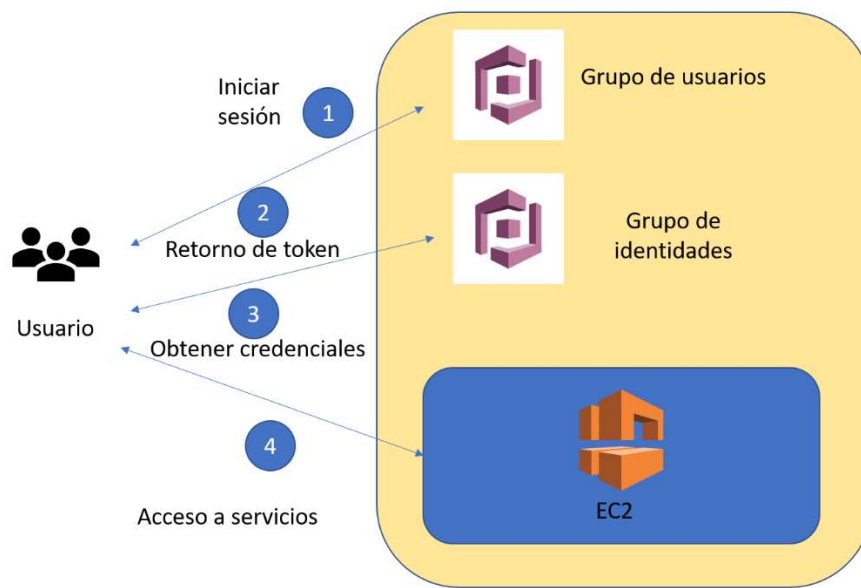 Iniciar
sesión
1
Grupo de usuarios
2
Retorno de token
Grupo de
identidades
Usuario
3
Obtener credenciales
4
Acceso a servicios
EC2